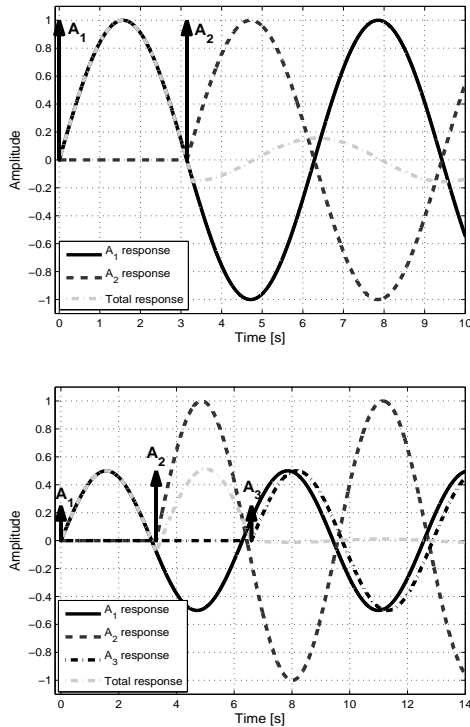 1
0.8
0.6
0.4
0.2
0
−0.2
−0.4
−0.6
−0.8
−1
Amplitude
A1
A2
A1 response
A2 response
Total response
0 1 2 3 4 5 6 7 8 9 10
Time [s]
1
0.8
0.6
0.4
0.2
0
−0.2
−0.4
−0.6
−0.8
−1
Amplitude
A1
A2
A3
A1 response
A2 response
A3 response
Total response
0 2 4 6 8 10 12 14
Time [s]